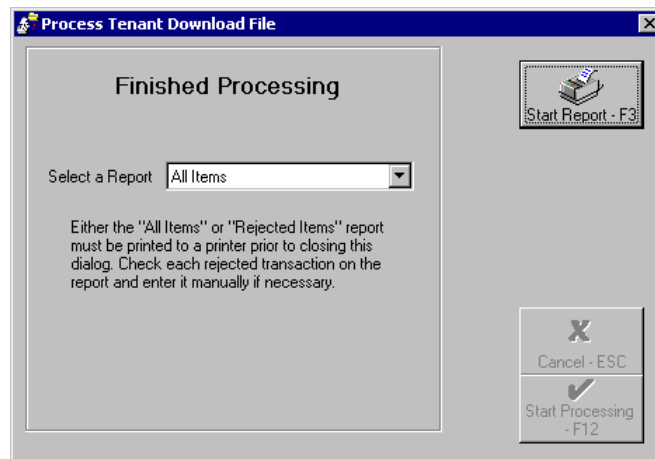 Process Tenant Download File
Finished Processing
Start Report - F3
Select a Report
All Items
Either the "All Items" or "Rejected Items" report
must be printed to a printer prior to closing this
dialog. Check each rejected transaction on the
report and enter it manually if necessary.
Cancel - ESC
Start Processing
- F12